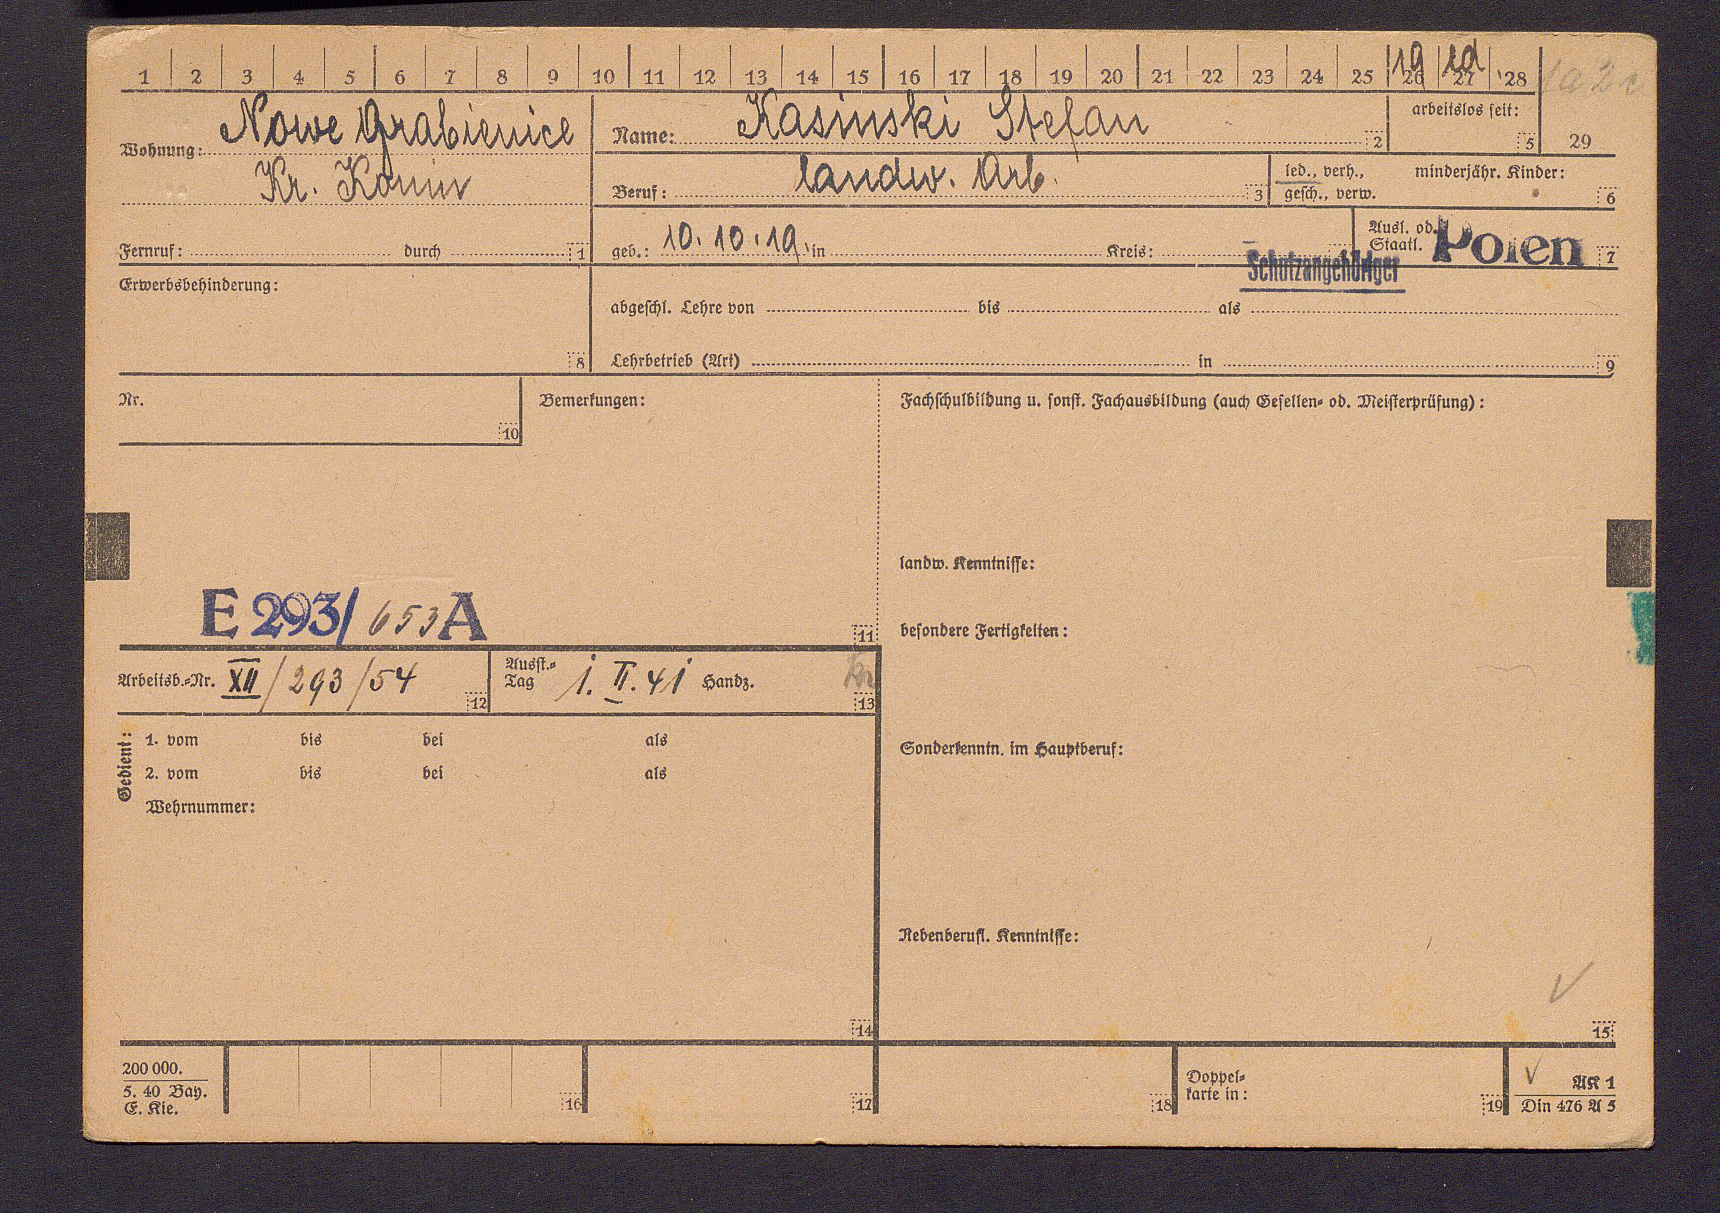 1 2 3 4 5 6 7 8 9 10 11 12 13 14 15 16 17 18 19 20 21 22 23 24 25 26 27 28
19 1d
Wohnung: Nowe Grabienice
Kr. Konin
Fernruf: durch 1
Name: Kasinski Stefan 2
arbeitslos seit: 5
29
Beruf: landw. Arb. 3
led., verh., minderjähr. Kinder:
gesch., verw. 6
geb.: 10.10.19. in Kreis:
Ausl. od.
Staatl. Polen 7
Schutzangehöriger
Erwerbsbehinderung:
8
abgeschl. Lehre von bis als
Lehrbetrieb (Art) in 9
Nr.
10
Bemerkungen:
Fachschulbildung u. sonst. Fachausbildung (auch Gesellen- od. Meisterprüfung):
landw. Kenntnisse:
E 293/653 A
11
besondere Fertigkeiten:
Arbeitsb.-Nr. XII/293/54 12
Ausst.-
Tag 1. II. 41 Handz.
13
Gedient:
1. vom bis bei als
2. vom bis bei als
Wehrnummer:
Sonderkenntn. im Hauptberuf:
Nebenberufl. Kenntnisse:
14
15
200 000.
5. 40 Bay.
E. Kie.
16
17
18
Doppel-
karte in:
19
AK 1
Din 476 A 5